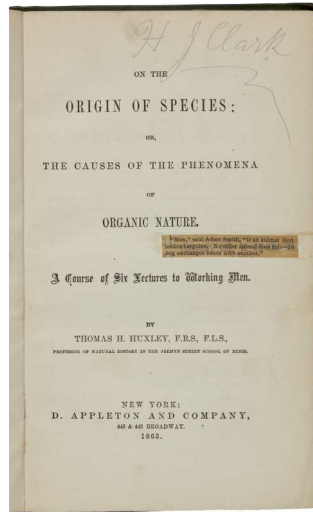 H J Clark
ON THE
ORIGIN OF SPECIES:
OR,
THE CAUSES OF THE PHENOMENA
OF
ORGANIC NATURE.
"Man," said Adam Smith, "is an animal that
makes bargains. No other animal does this—no
dog exchanges bones with another."
A Course of Six Lectures to Working Men.
BY
THOMAS H. HUXLEY, F.R.S., F.L.S.,
PROFESSOR OF NATURAL HISTORY IN THE JERMYN STREET SCHOOL OF MINES.
NEW YORK:
D. APPLETON AND COMPANY,
443 & 445 BROADWAY.
1863.